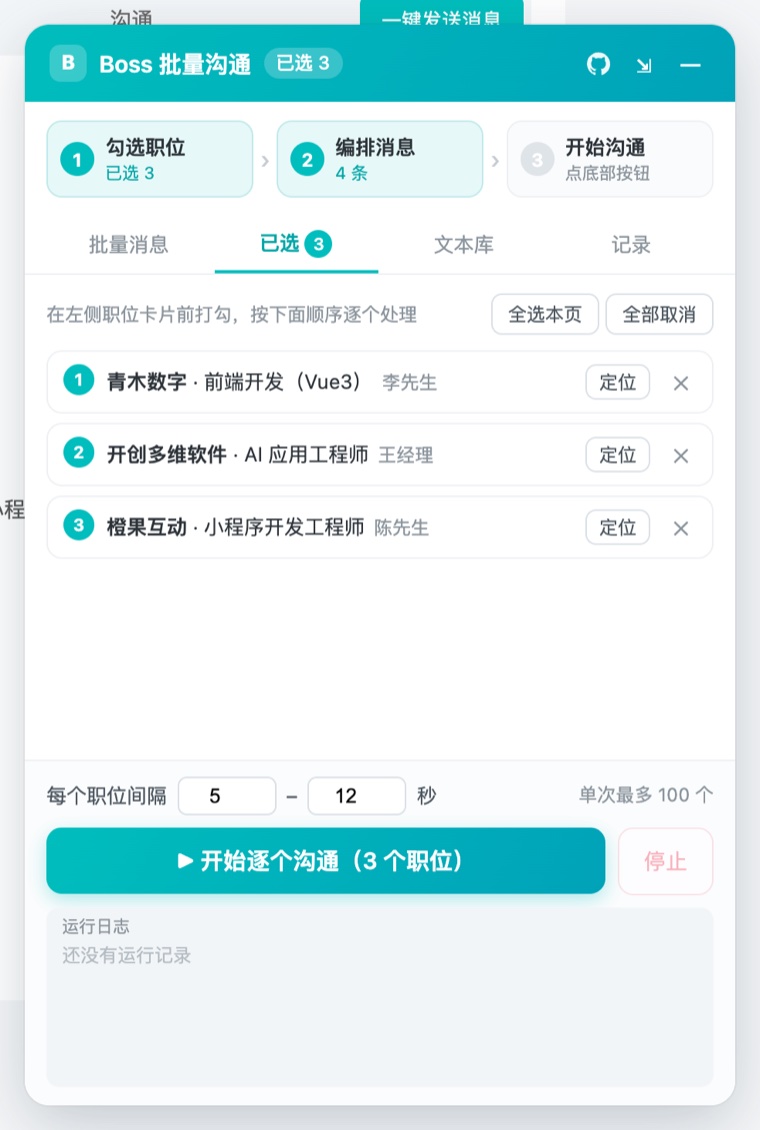 沟通
一键发送消息
B Boss 批量沟通 已选 3
1 勾选职位
已选 3
›
2 编排消息
4 条
›
3 开始沟通
点底部按钮
批量消息 已选 3 文本库 记录
在左侧职位卡片前打勾，按下面顺序逐个处理 全选本页 全部取消
1 青木数字 · 前端开发（Vue3） 李先生 定位 ×
2 开创多维软件 · AI 应用工程师 王经理 定位 ×
3 橙果互动 · 小程序开发工程师 陈先生 定位 ×
程
每个职位间隔 5 – 12 秒 单次最多 100 个
▶ 开始逐个沟通（3 个职位） 停止
运行日志
还没有运行记录